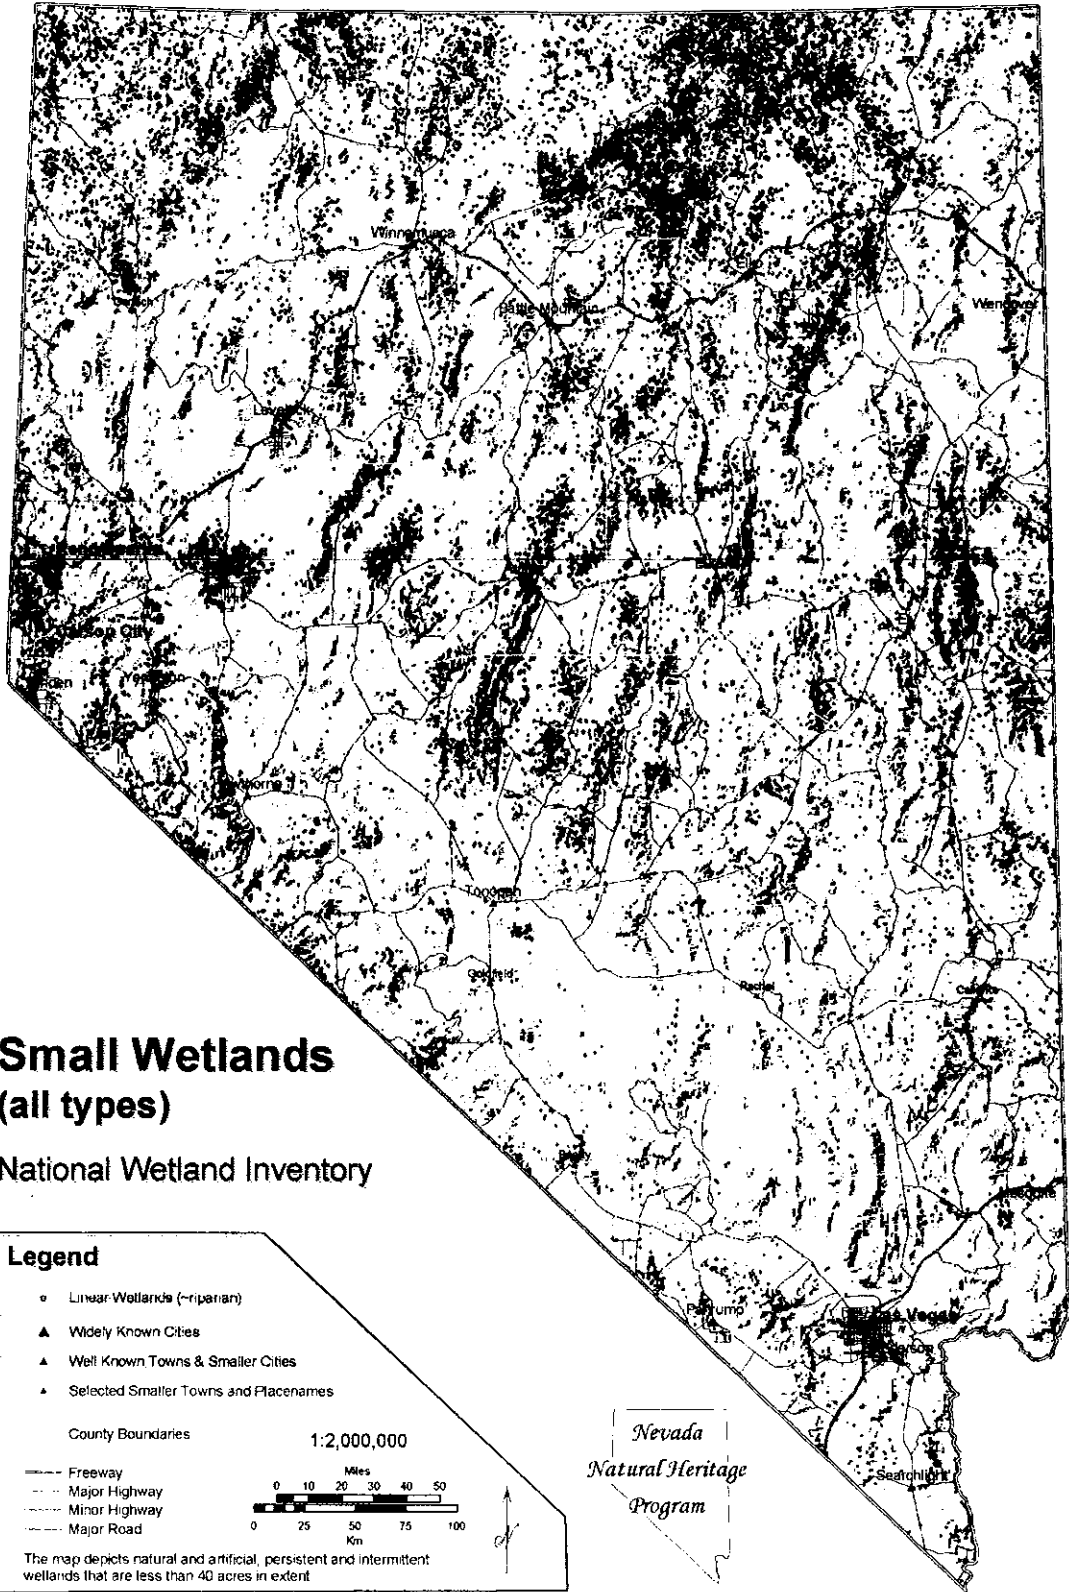 Winnemucca
Battle Mountain
Wendover
Lovelock
Carson City
Yerington
Tonopah
Goldfield
Rachel
Caliente
Small Wetlands
(all types)
National Wetland Inventory
Mesquite
Pahrump
Las Vegas
Searchlight
Legend
Linear Wetlands (~riparian)
Widely Known Cities
Well Known Towns & Smaller Cities
Selected Smaller Towns and Placenames
County Boundaries
1:2,000,000
Freeway
Major Highway
Minor Highway
Major Road
Miles
0 10 20 30 40 50
0 25 50 75 100
Km
N
The map depicts natural and artificial, persistent and intermittent
wetlands that are less than 40 acres in extent
Nevada
Natural Heritage
Program